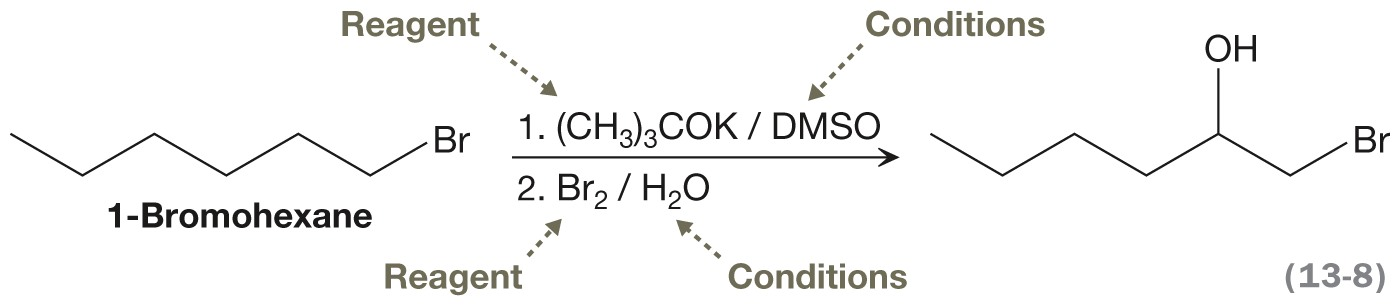 Reagent
Conditions
OH
1. (CH₃)₃COK / DMSO
Br
Br
2. Br₂ / H₂O
1-Bromohexane
Reagent
Conditions
(13-8)